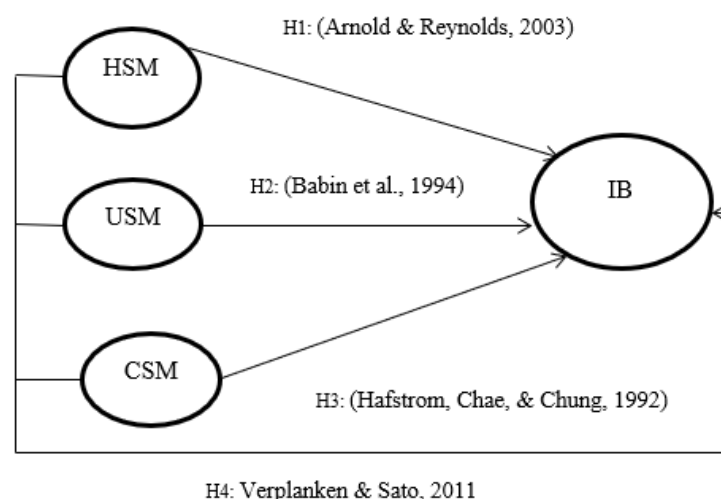 H1: (Arnold & Reynolds, 2003)
HSM
H2: (Babin et al., 1994)
IB
USM
CSM
H3: (Hafstrom, Chae, & Chung, 1992)
H4: Verplanken & Sato, 2011